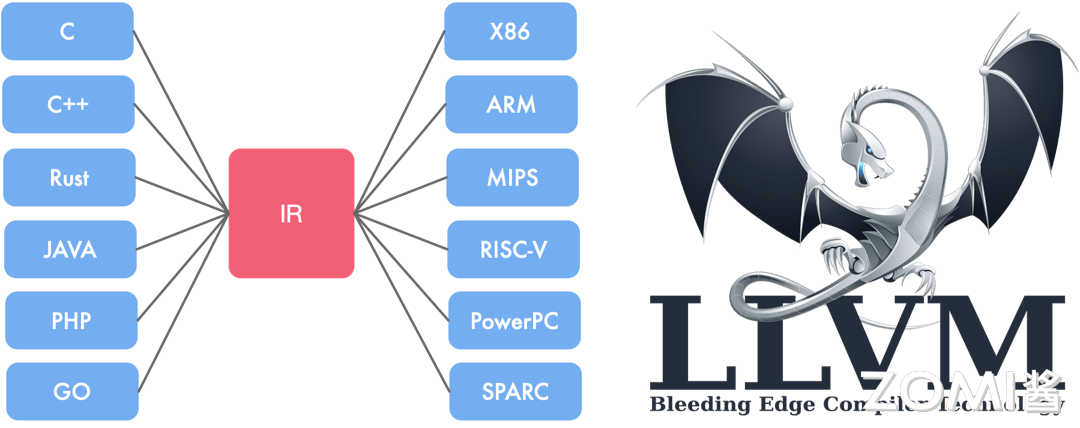 C
C++
Rust
JAVA
PHP
GO
IR
X86
ARM
MIPS
RISC-V
PowerPC
SPARC
LLVM
Bleeding Edge Compiler Technology
ZOMI酱